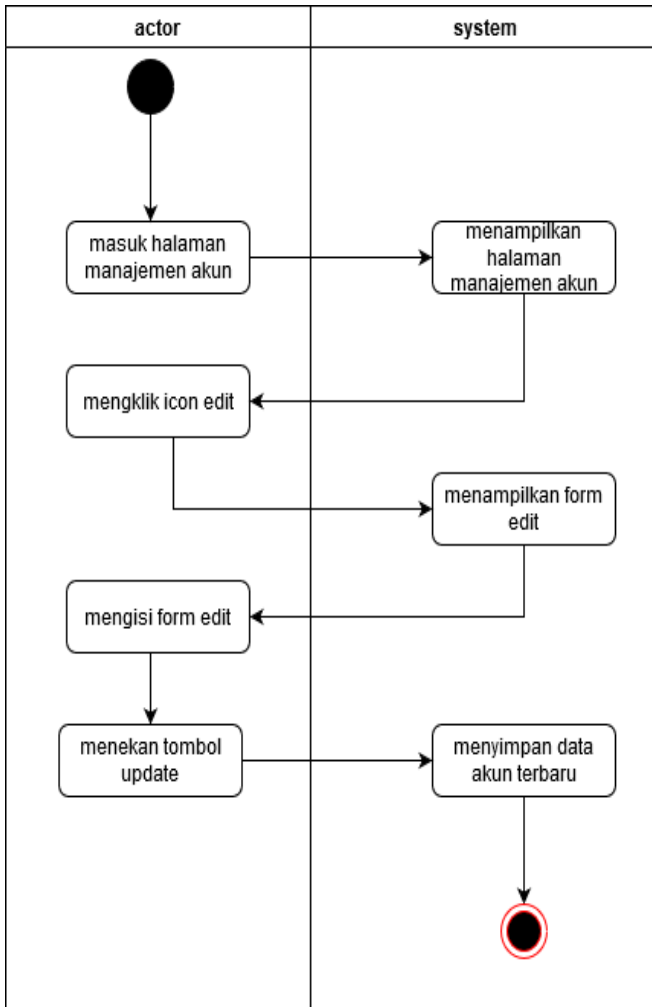 actor
system
masuk halaman
manajemen akun
menampilkan
halaman
manajemen akun
mengklik icon edit
menampilkan form
edit
mengisi form edit
menekan tombol
update
menyimpan data
akun terbaru